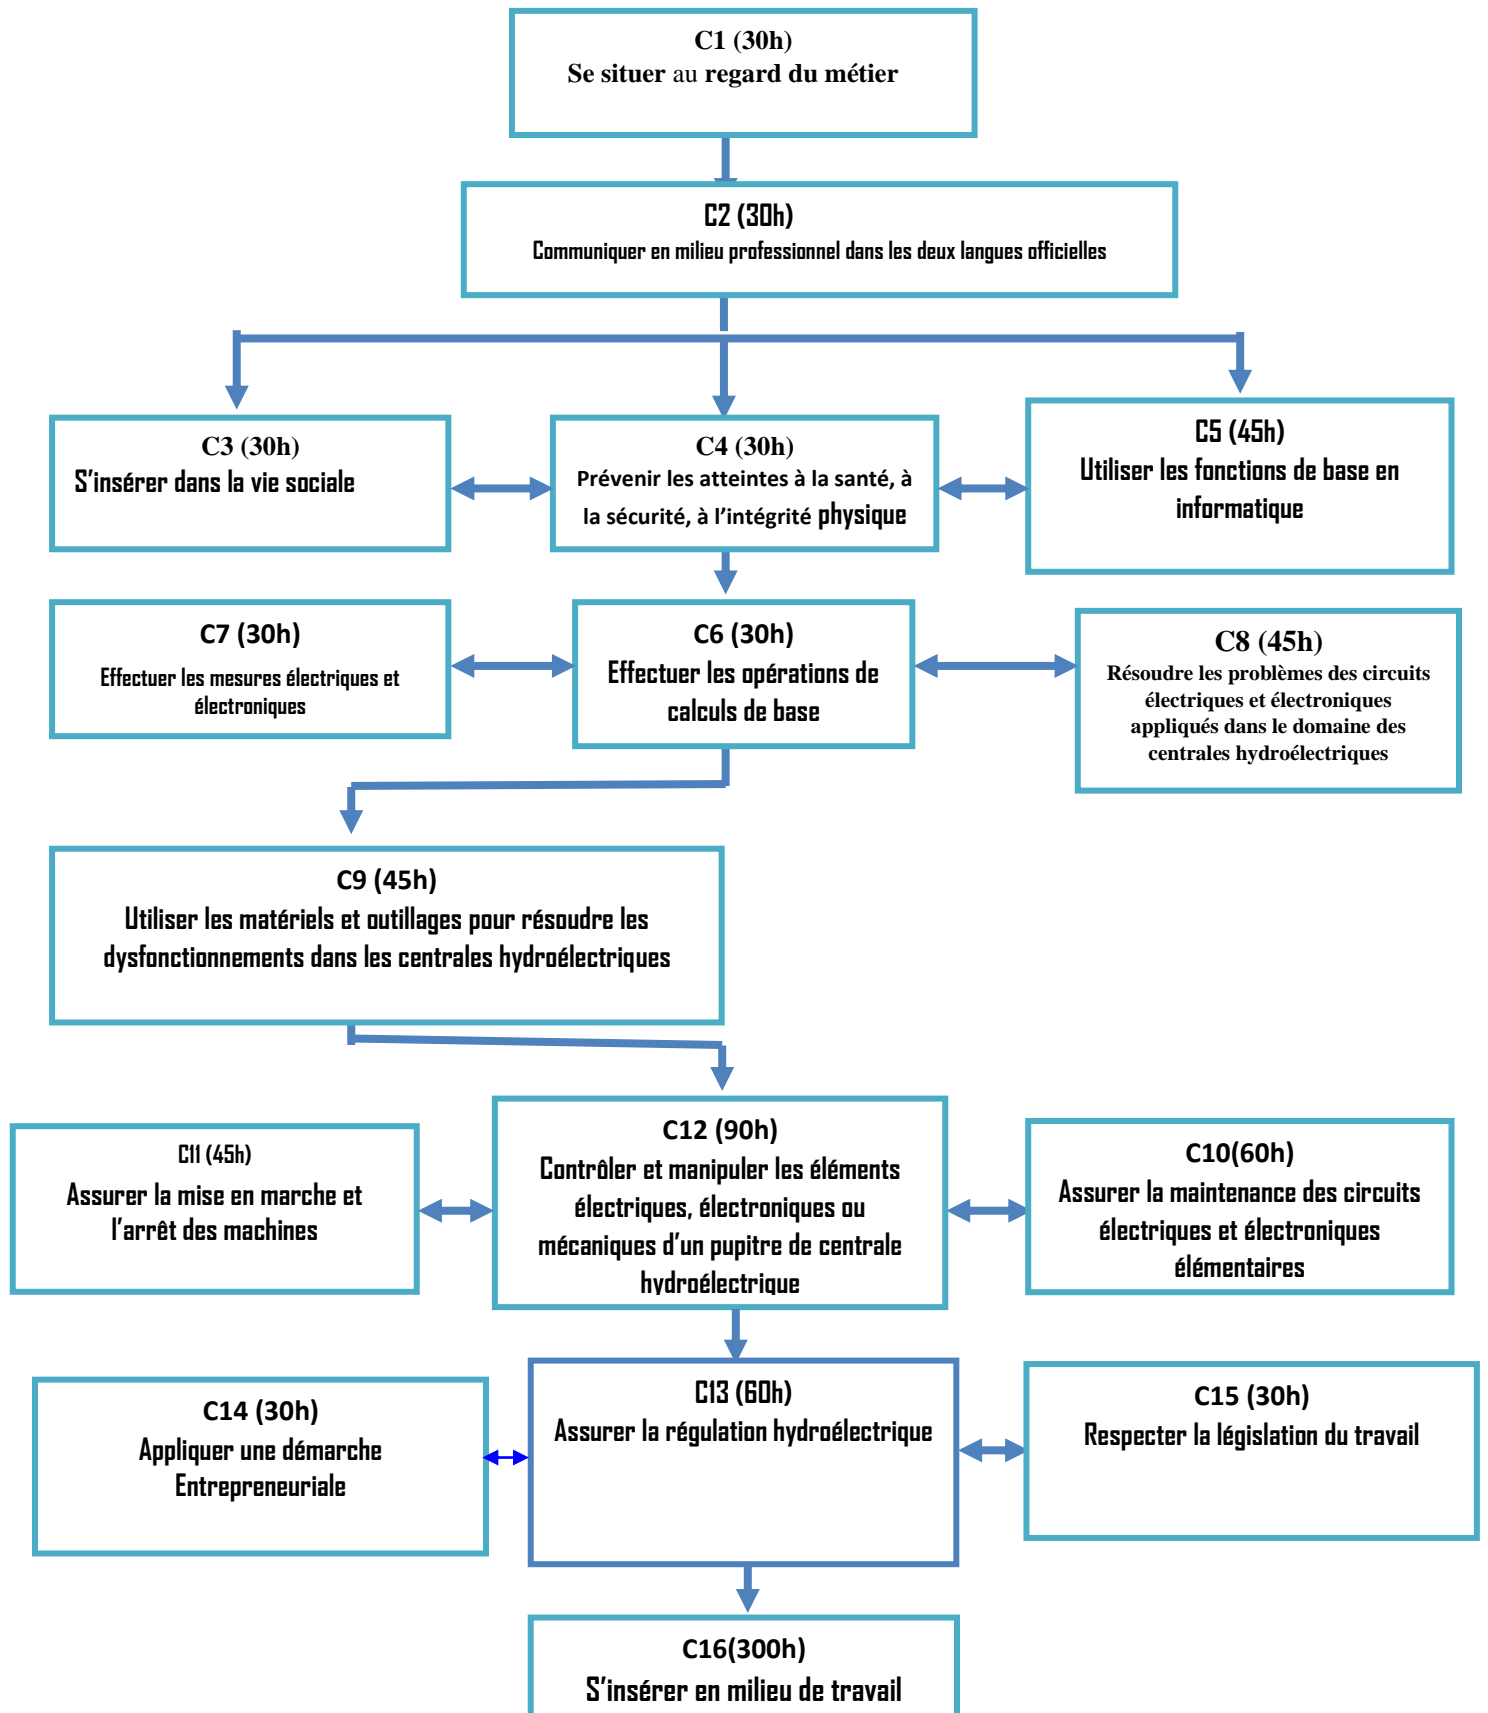 C1 (30h)
Se situer au regard du métier
C2 (30h)
Communiquer en milieu professionnel dans les deux langues officielles
C3 (30h)
S'insérer dans la vie sociale
C4 (30h)
Prévenir les atteintes à la santé, à
la sécurité, à l'intégrité physique
C5 (45h)
Utiliser les fonctions de base en
informatique
C7 (30h)
Effectuer les mesures électriques et
électroniques
C6 (30h)
Effectuer les opérations de
calculs de base
C8 (45h)
Résoudre les problèmes des circuits
électriques et électroniques
appliqués dans le domaine des
centrales hydroélectriques
C9 (45h)
Utiliser les matériels et outillages pour résoudre les
dysfonctionnements dans les centrales hydroélectriques
C11 (45h)
Assurer la mise en marche et
l'arrêt des machines
C12 (90h)
Contrôler et manipuler les éléments
électriques, électroniques ou
mécaniques d'un pupitre de centrale
hydroélectrique
C10(60h)
Assurer la maintenance des circuits
électriques et électroniques
élémentaires
C14 (30h)
Appliquer une démarche
Entrepreneuriale
C13 (60h)
Assurer la régulation hydroélectrique
C15 (30h)
Respecter la législation du travail
C16(300h)
S'insérer en milieu de travail